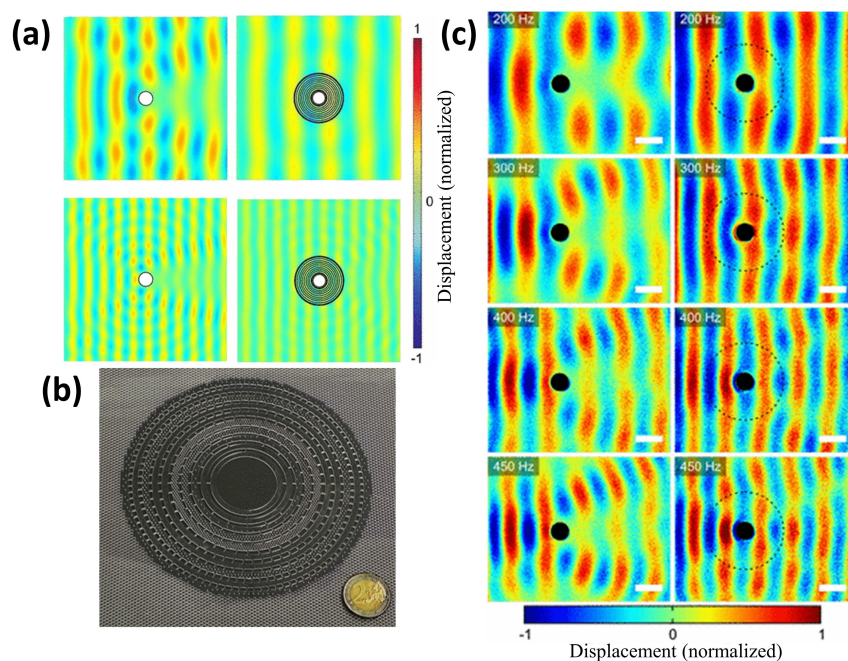 (a)
1
0
-1
Displacement (normalized)
(b)
2
(c)
200 Hz
200 Hz
300 Hz
300 Hz
400 Hz
400 Hz
450 Hz
450 Hz
-1
0
1
Displacement (normalized)